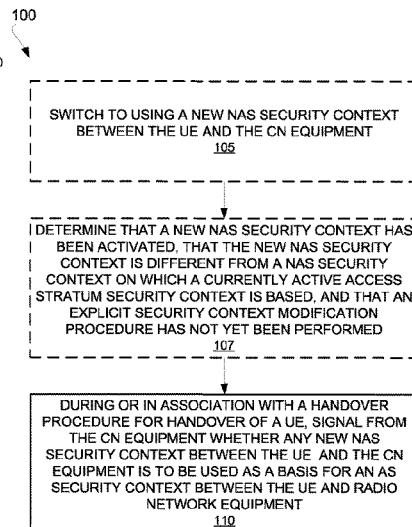 100
SWITCH TO USING A NEW NAS SECURITY CONTEXT
BETWEEN THE UE AND THE CN EQUIPMENT
105
DETERMINE THAT A NEW NAS SECURITY CONTEXT HAS
BEEN ACTIVATED, THAT THE NEW NAS SECURITY
CONTEXT IS DIFFERENT FROM A NAS SECURITY
CONTEXT ON WHICH A CURRENTLY ACTIVE ACCESS
STRATUM SECURITY CONTEXT IS BASED, AND THAT AN
EXPLICIT SECURITY CONTEXT MODIFICATION
PROCEDURE HAS NOT YET BEEN PERFORMED
107
DURING OR IN ASSOCIATION WITH A HANDOVER
PROCEDURE FOR HANDOVER OF A UE, SIGNAL FROM
THE CN EQUIPMENT WHETHER ANY NEW NAS
SECURITY CONTEXT BETWEEN THE UE AND THE CN
EQUIPMENT IS TO BE USED AS A BASIS FOR AN AS
SECURITY CONTEXT BETWEEN THE UE AND RADIO
NETWORK EQUIPMENT
110